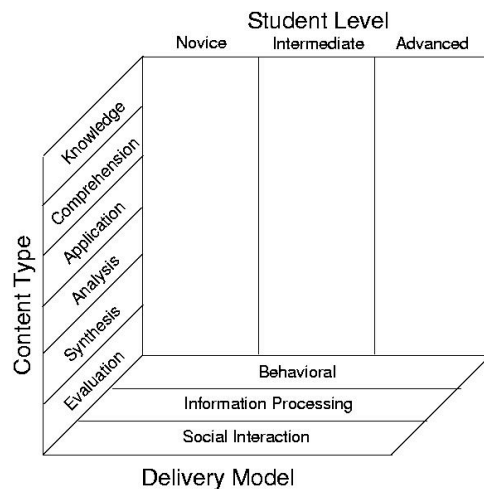 Student Level
Novice
Intermediate
Advanced
Content Type
Knowledge
Comprehension
Application
Analysis
Synthesis
Evaluation
Behavioral
Information Processing
Social Interaction
Delivery Model